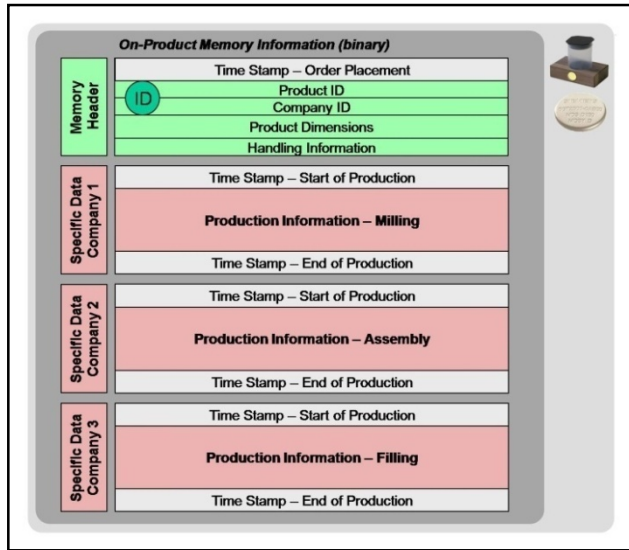 On-Product Memory Information (binary)
Memory
Header
Time Stamp – Order Placement
ID
Product ID
Company ID
Product Dimensions
Handling Information
Specific Data
Company 1
Time Stamp – Start of Production
Production Information – Milling
Time Stamp – End of Production
Specific Data
Company 2
Time Stamp – Start of Production
Production Information – Assembly
Time Stamp – End of Production
Specific Data
Company 3
Time Stamp – Start of Production
Production Information – Filling
Time Stamp – End of Production